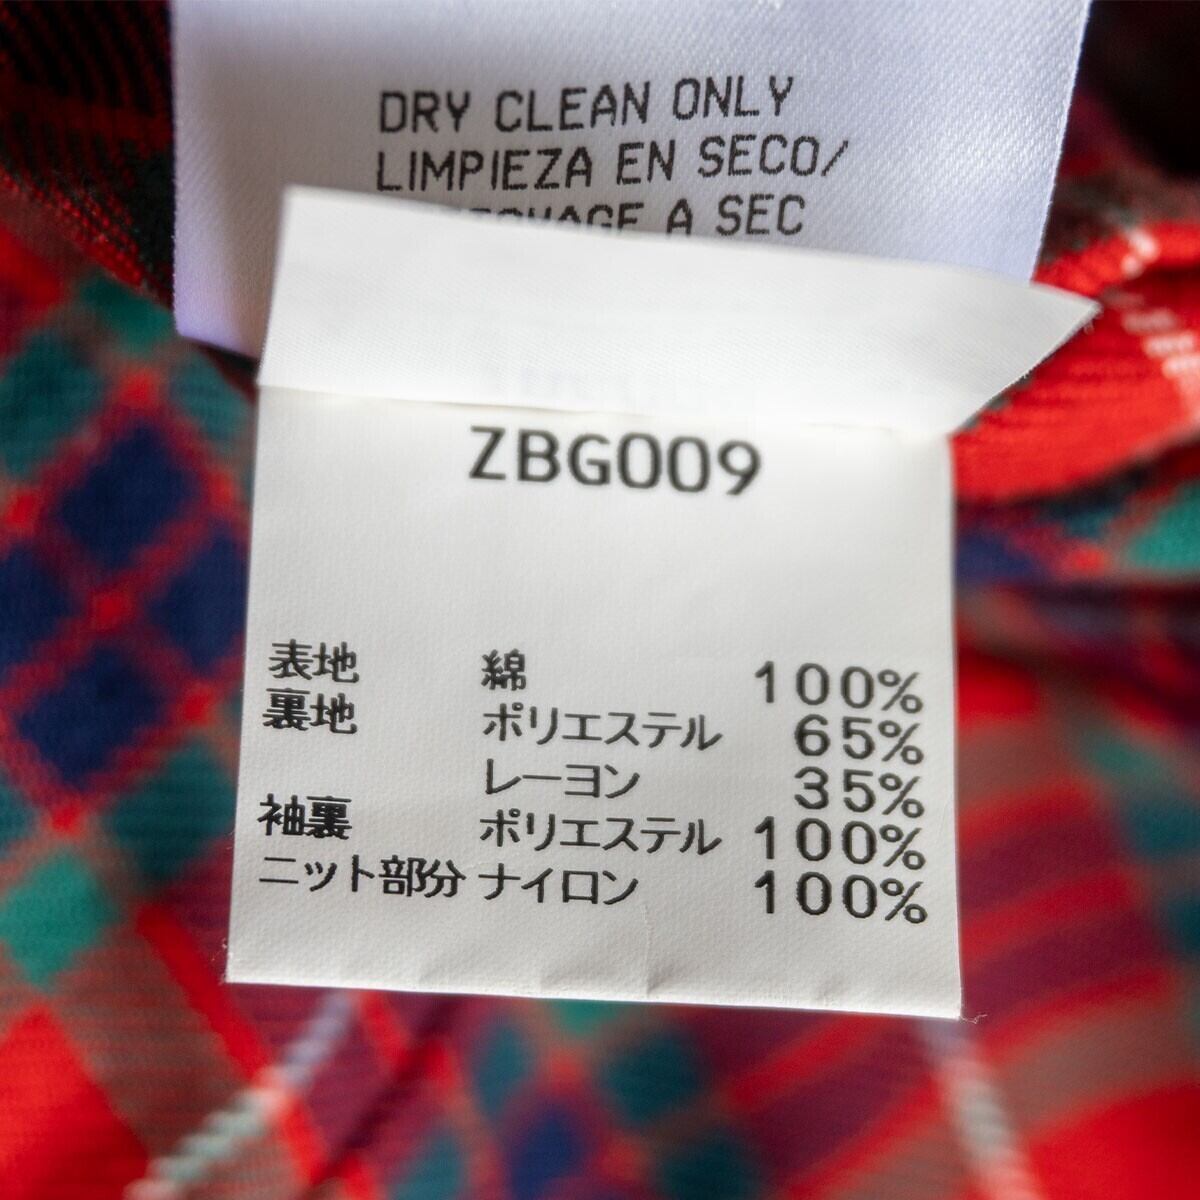 DRY CLEAN ONLY
LIMPIEZA EN SECO/
A SEC
ZBG009
表地 綿 100%
裏地 ポリエステル 65%
レーヨン 35%
袖裏 ポリエステル 100%
ニット部分 ナイロン 100%